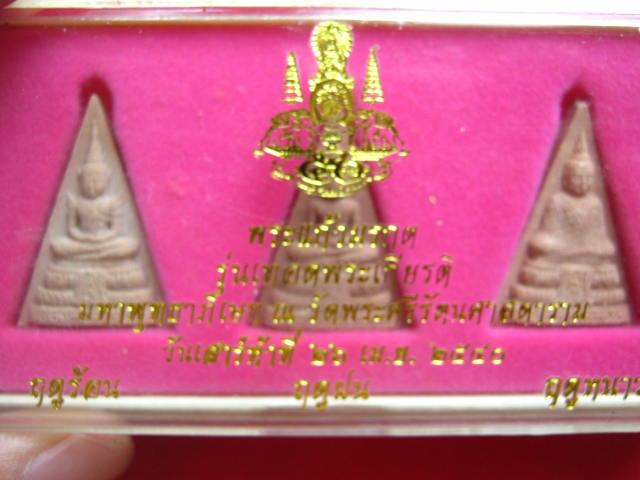 พระแก้วมรกต
รุ่นเทอดพระเกียรติ
มหาพุทธาภิเษก ณ วัดพระศรีรัตนศาสดาราม
วันเสาร์ห้าที่ ๒๖ เม.ย. ๒๕๔๐
ฤดูร้อน ฤดูฝน ฤดูหนาว